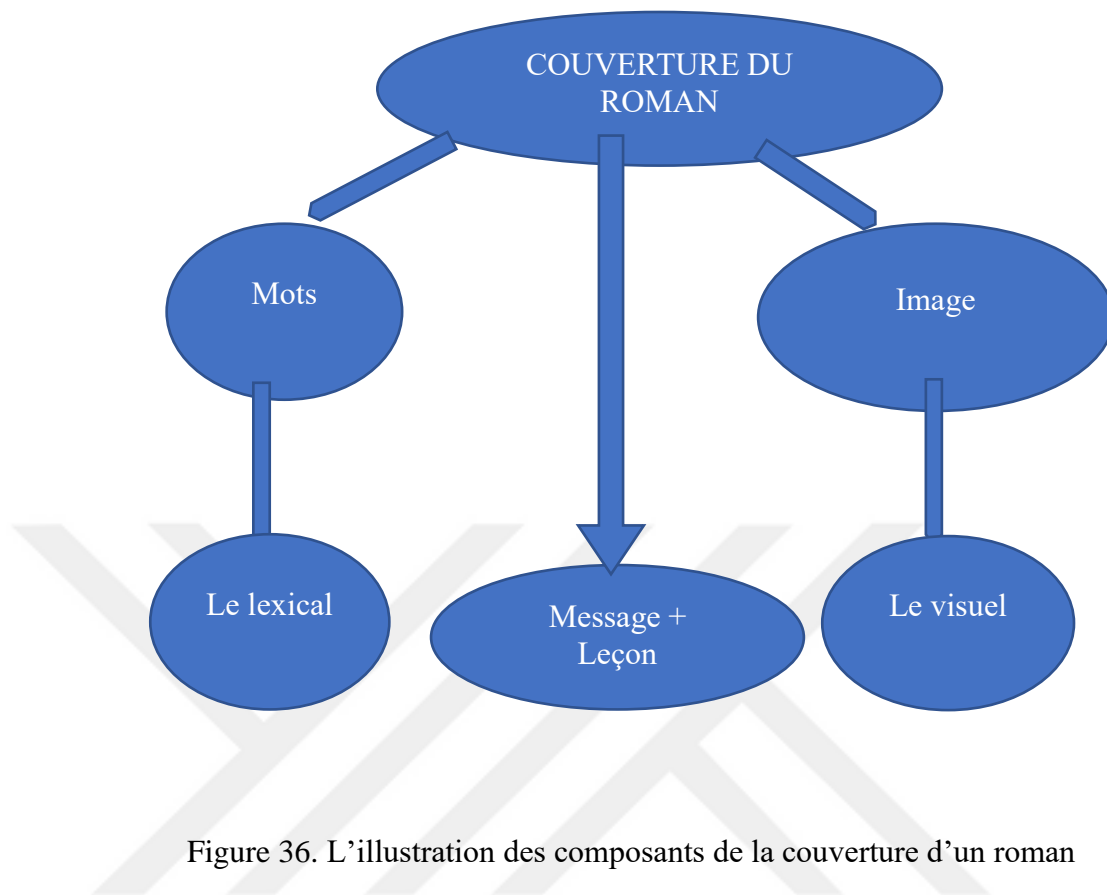 COUVERTURE DU
ROMAN
Mots
Image
Le lexical
Message +
Leçon
Le visuel
Figure 36. L’illustration des composants de la couverture d’un roman